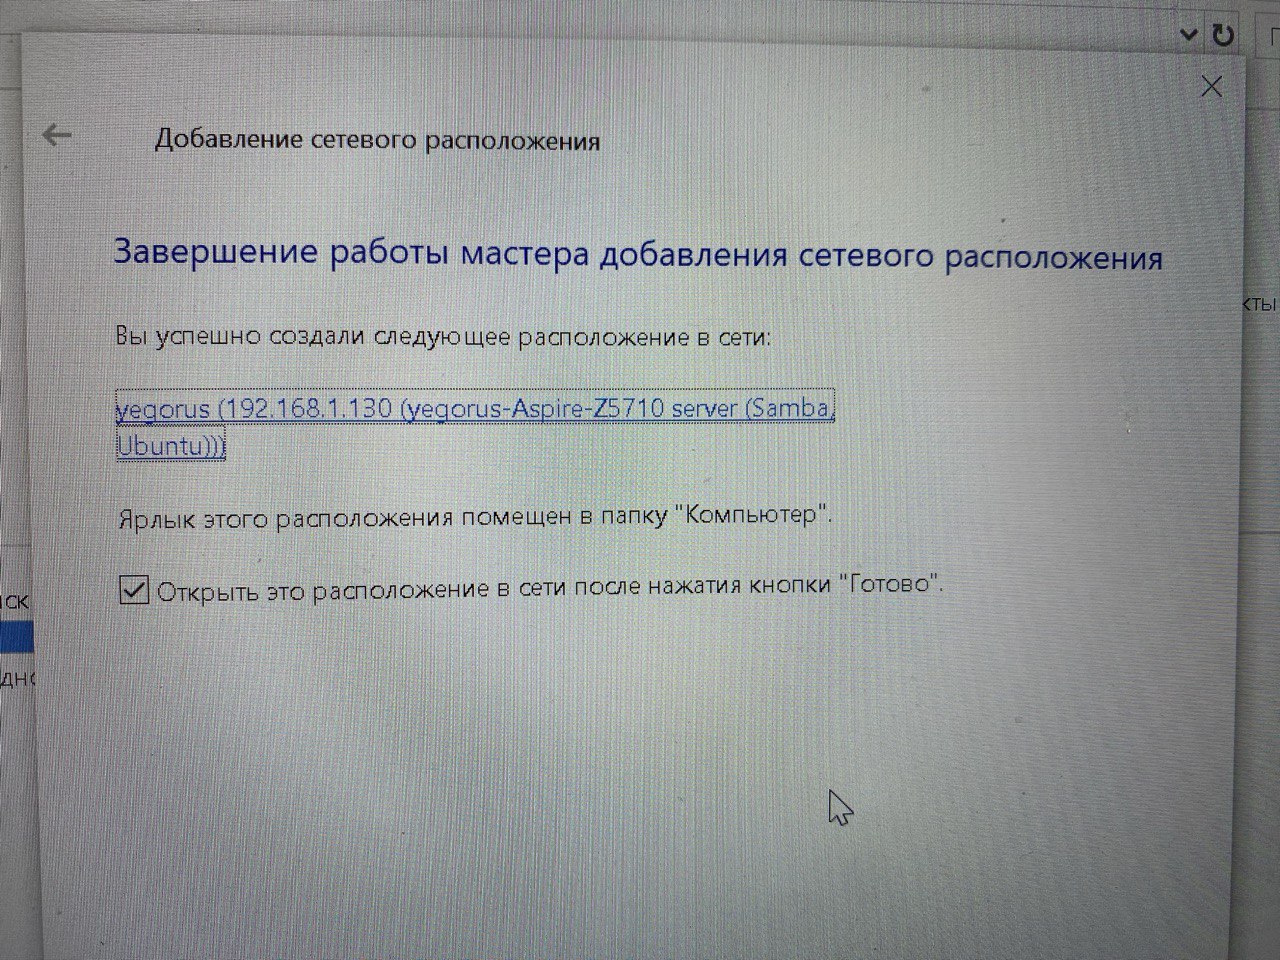 Добавление сетевого расположения
Завершение работы мастера добавления сетевого расположения
Вы успешно создали следующее расположение в сети:
yegorus (192.168.1.130 (yegorus-Aspire-Z5710 server (Samba,
Ubuntu)))
Ярлык этого расположения помещен в папку "Компьютер".
Открыть это расположение в сети после нажатия кнопки "Готово".